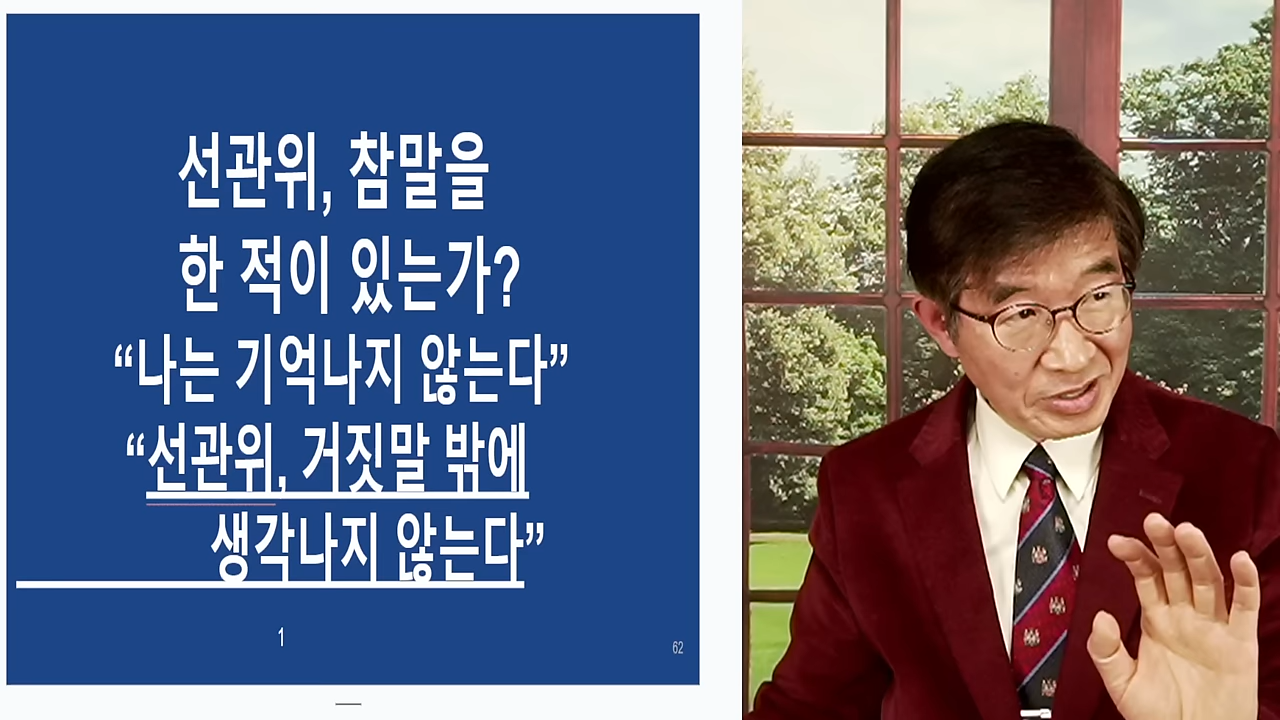 선관위, 참말을
한 적이 있는가?
“나는 기억나지 않는다”
“선관위, 거짓말 밖에
생각나지 않는다”
1
62